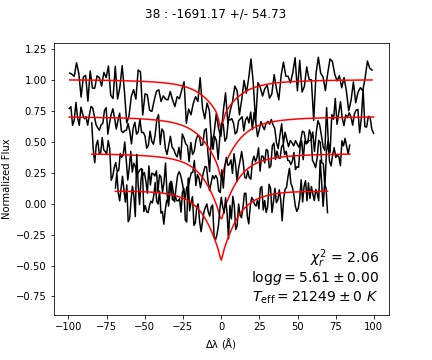 38 : -1691.17 +/- 54.73
Normalized Flux
1.25
1.00
0.75
0.50
0.25
0.00
−0.25
−0.50
−0.75
χ²ᵣ = 2.06
logg = 5.61 ± 0.00
Teff = 21249 ± 0 K
−100 −75 −50 −25 0 25 50 75 100
Δλ (Å)